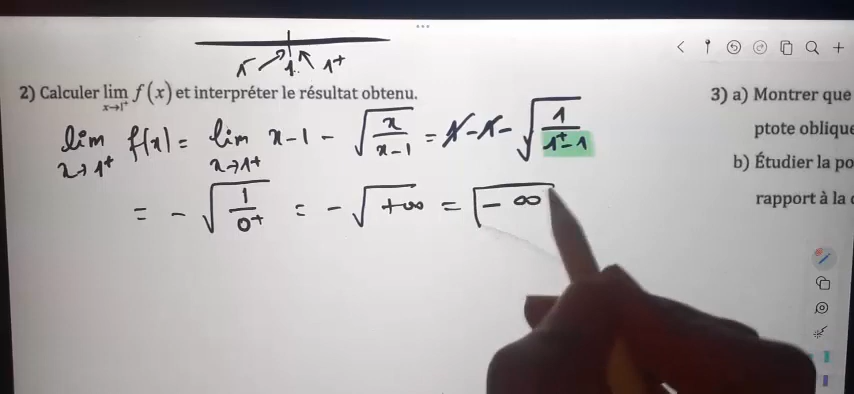 1⁻ 1 1⁺
2) Calculer lim f(x) et interpréter le résultat obtenu.
x→1⁺
lim f(x) = lim x-1 - √(x/(x-1)) = 1-1- √(1/(1⁺-1))
x→1⁺ x→1⁺
= - √(1/0⁺) = - √(+∞) = - ∞
3) a) Montrer que
ptote oblique
b) Étudier la po
rapport à la